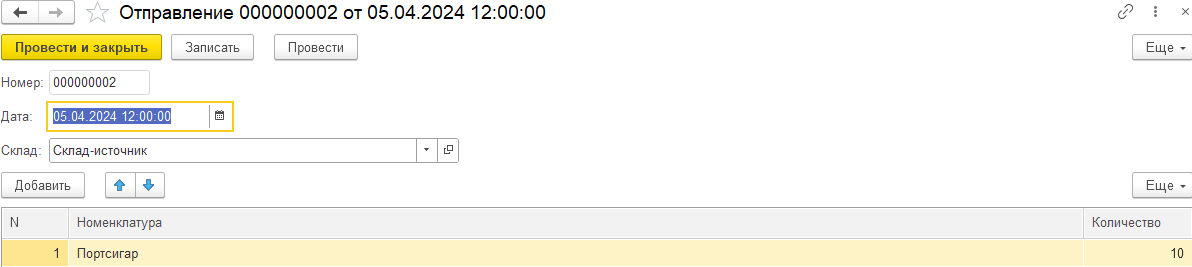 Отправление 000000002 от 05.04.2024 12:00:00
Провести и закрыть Записать Провести Еще
Номер: 000000002
Дата: 05.04.2024 12:00:00
Склад: Склад-источник
Добавить Еще
N Номенклатура Количество
1 Портсигар 10